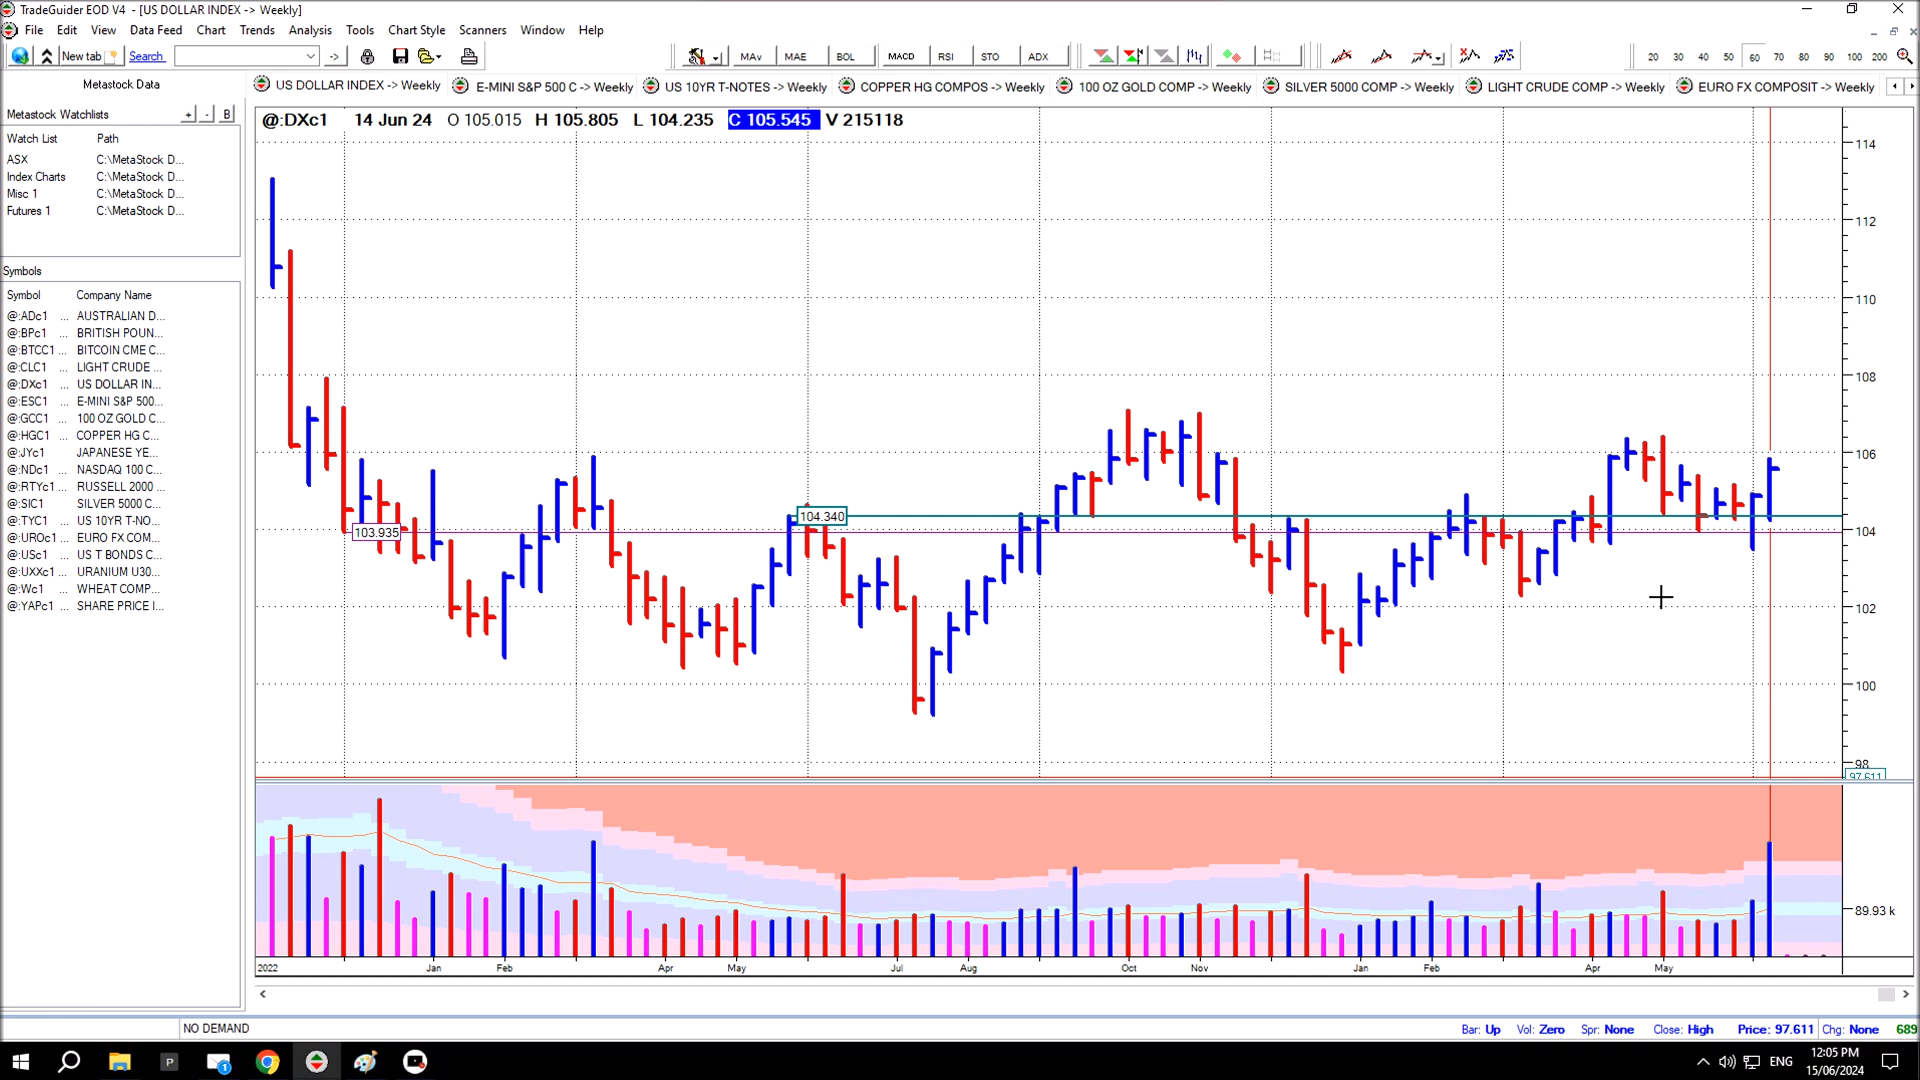 TradeGuider EOD V4 - [US DOLLAR INDEX -> Weekly]
File Edit View Data Feed Chart Trends Analysis Tools Chart Style Scanners Window Help
New tab Search -> MAv MAE BOL MACD RSI STO ADX 20 30 40 50 60 70 80 90 100 200
Metastock Data
US DOLLAR INDEX -> Weekly E-MINI S&P 500 C -> Weekly US 10YR T-NOTES -> Weekly COPPER HG COMPOS -> Weekly 100 OZ GOLD COMP -> Weekly SILVER 5000 COMP -> Weekly LIGHT CRUDE COMP -> Weekly EURO FX COMPOSIT -> Weekly
Metastock Watchlists + - B
Watch List Path
ASX C:\MetaStock D...
Index Charts C:\MetaStock D...
Misc 1 C:\MetaStock D...
Futures 1 C:\MetaStock D...
Symbols
Symbol Company Name
@:ADc1 ... AUSTRALIAN D...
@:BPc1 ... BRITISH POUN...
@:BTCC1 ... BITCOIN CME C...
@:CLC1 ... LIGHT CRUDE ...
@:DXc1 ... US DOLLAR IN...
@:ESC1 ... E-MINI S&P 500...
@:GCC1 ... 100 OZ GOLD C...
@:HGC1 ... COPPER HG C...
@:JYc1 ... JAPANESE YE...
@:NDc1 ... NASDAQ 100 C...
@:RTYc1 ... RUSSELL 2000 ...
@:SIC1 ... SILVER 5000 C...
@:TYC1 ... US 10YR T-NO...
@:UROc1 ... EURO FX COM...
@:USc1 ... US T BONDS C...
@:UXXc1 ... URANIUM U30...
@:Wc1 ... WHEAT COMP...
@:YAPc1 ... SHARE PRICE I...
@:DXc1 14 Jun 24 O 105.015 H 105.805 L 104.235 C 105.545 V 215118
114
112
110
108
106
104
102
100
98
97.611
104.340
103.935
89.93 k
2022 Jan Feb Apr May Jul Aug Oct Nov Jan Feb Apr May
NO DEMAND Bar: Up Vol: Zero Spr: None Close: High Price: 97.611 Chg: None 689
P 1 ENG 12:05 PM
15/06/2024